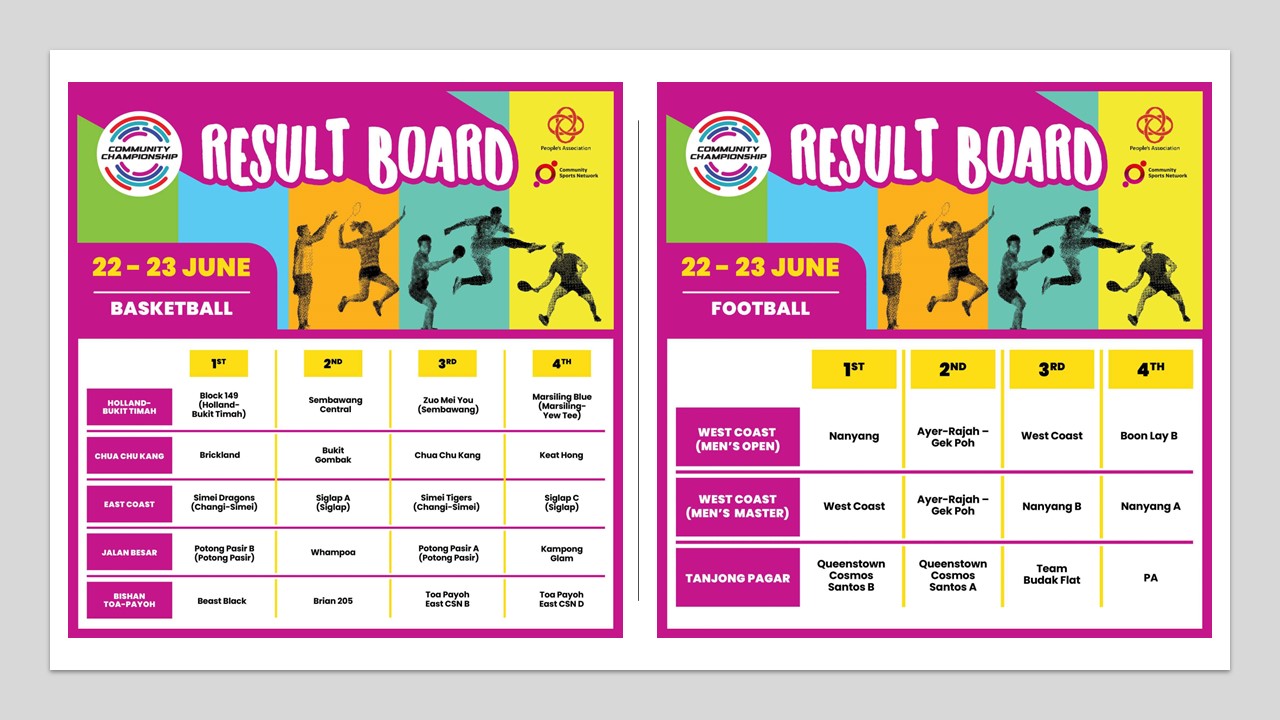 COMMUNITY
CHAMPIONSHIP
RESULT BOARD
People's Association
Community
Sports Network
22 - 23 JUNE
BASKETBALL
1ST 2ND 3RD 4TH
HOLLAND-
BUKIT TIMAH
Block 149
(Holland-
Bukit Timah)
Sembawang
Central
Zuo Mei You
(Sembawang)
Marsiling Blue
(Marsiling-
Yew Tee)
CHUA CHU KANG
Brickland
Bukit
Gombak
Chua Chu Kang
Keat Hong
EAST COAST
Simei Dragons
(Changi-Simei)
Siglap A
(Siglap)
Simei Tigers
(Changi-Simei)
Siglap C
(Siglap)
JALAN BESAR
Potong Pasir B
(Potong Pasir)
Whampoa
Potong Pasir A
(Potong Pasir)
Kampong
Glam
BISHAN
TOA-PAYOH
Beast Black
Brian 205
Toa Payoh
East CSN B
Toa Payoh
East CSN D
COMMUNITY
CHAMPIONSHIP
RESULT BOARD
People's Association
Community
Sports Network
22 - 23 JUNE
FOOTBALL
1ST 2ND 3RD 4TH
WEST COAST
(MEN'S OPEN)
Nanyang
Ayer-Rajah –
Gek Poh
West Coast
Boon Lay B
WEST COAST
(MEN'S MASTER)
West Coast
Ayer-Rajah –
Gek Poh
Nanyang B
Nanyang A
TANJONG PAGAR
Queenstown
Cosmos
Santos B
Queenstown
Cosmos
Santos A
Team
Budak Flat
PA